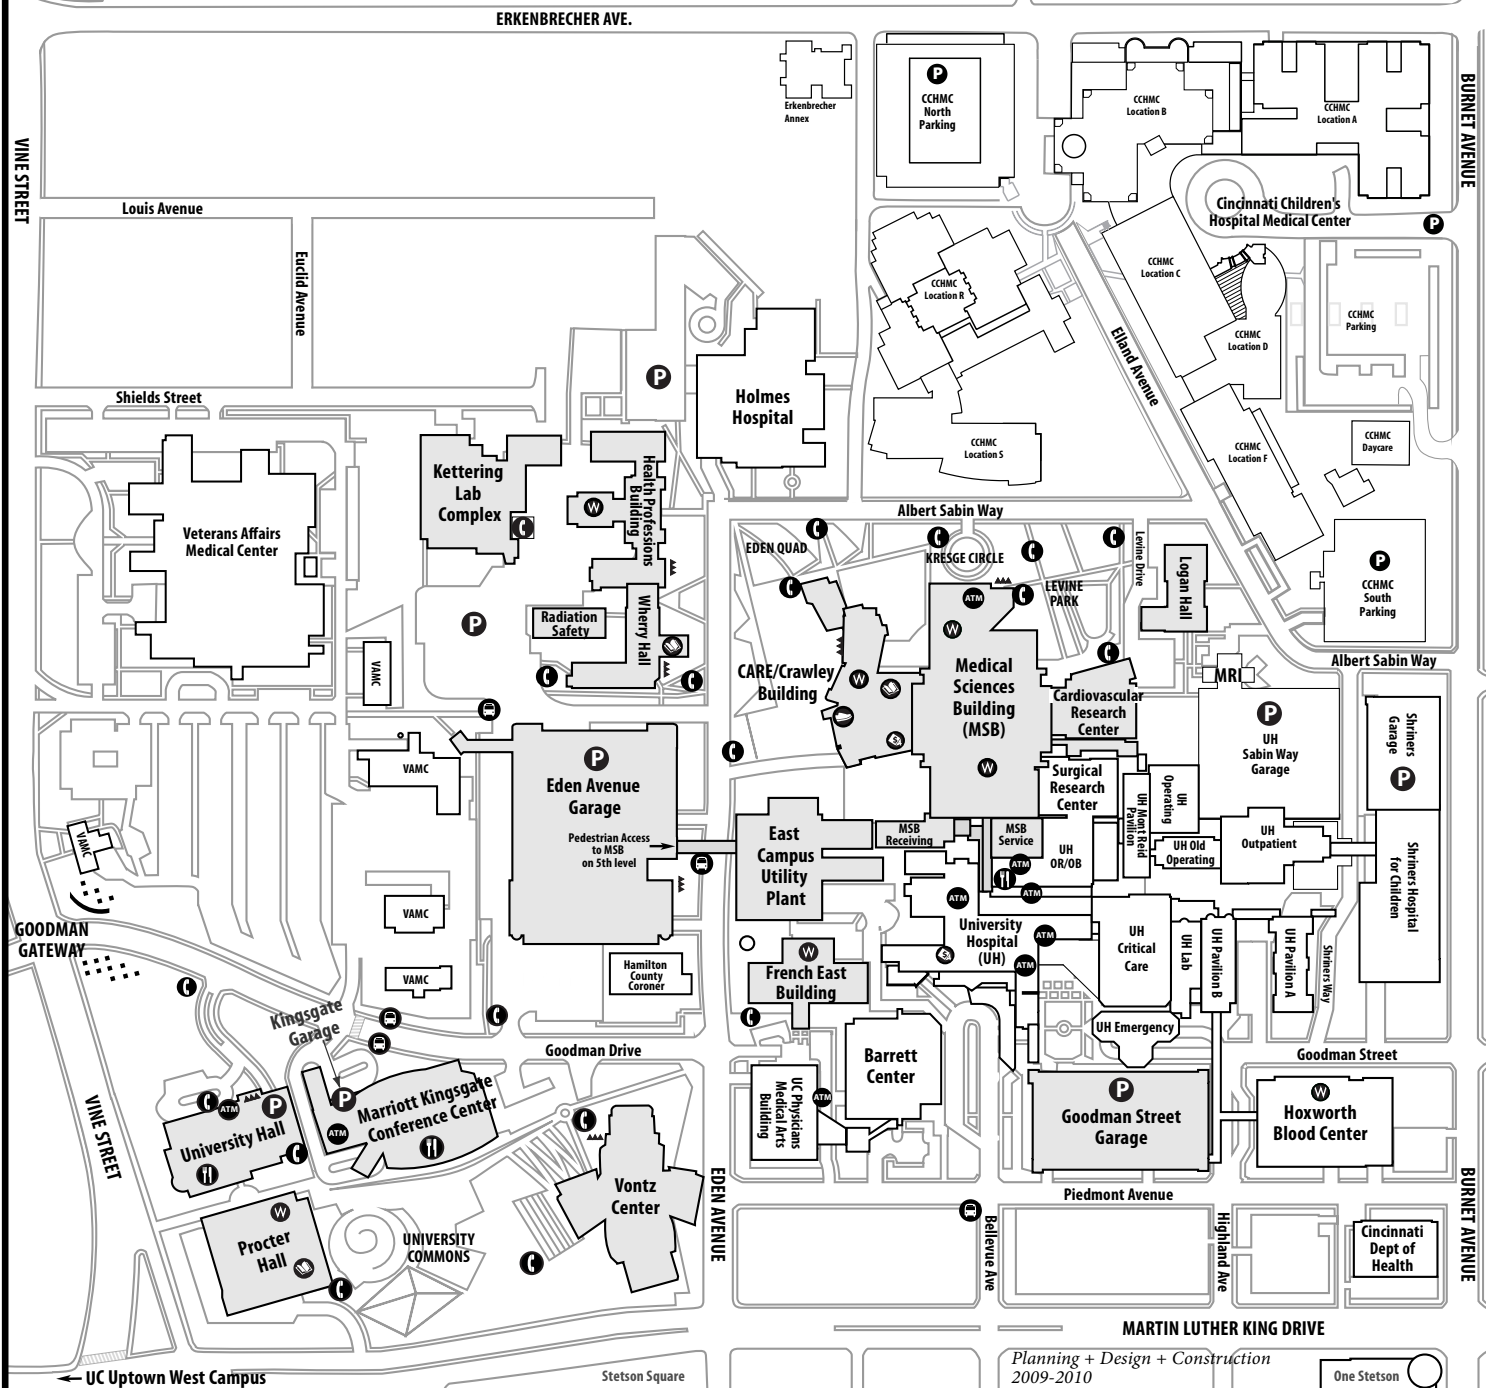 ERKENBRECHER AVE.
VINE STREET
BURNET AVENUE
Erkenbrecher
Annex
P
CCHMC
North
Parking
CCHMC
Location B
CCHMC
Location A
Cincinnati Children's
Hospital Medical Center
P
Louis Avenue
Euclid Avenue
CCHMC
Location R
CCHMC
Location C
CCHMC
Location D
CCHMC
Parking
Elland Avenue
Shields Street
P
Holmes
Hospital
CCHMC
Location S
CCHMC
Location F
CCHMC
Daycare
Veterans Affairs
Medical Center
Kettering
Lab
Complex
Health Professions
Building
W
Albert Sabin Way
EDEN QUAD
KRESGE CIRCLE
LEVINE
PARK
Levine Drive
Logan Hall
P
CCHMC
South
Parking
P
Radiation
Safety
Wherry Hall
VAMC
ATM
W
CARE/Crawley
Building
W
Medical
Sciences
Building
(MSB)
W
Cardiovascular
Research
Center
MRI
Albert Sabin Way
P
UH
Sabin Way
Garage
Shriners
Garage
P
VAMC
P
Eden Avenue
Garage
Pedestrian Access
to MSB
on 5th level
Surgical
Research
Center
UH Mont Reid
Pavilion
UH
Operating
VAMC
East
Campus
Utility
Plant
MSB
Receiving
MSB
Service
ATM
UH
OR/OB
UH Old
Operating
UH
Outpatient
Shriners Hospital
for Children
VAMC
GOODMAN
GATEWAY
ATM
ATM
University
Hospital
(UH)
ATM
ATM
UH
Critical
Care
UH Lab
UH Pavilion B
UH Pavilion A
Shriners Way
VAMC
Hamilton
County
Coroner
W
French East
Building
Kingsgate
Garage
UH Emergency
Goodman Drive
Goodman Street
Barrett
Center
UC Physicians
Medical Arts
Building
ATM
P
Goodman Street
Garage
W
Hoxworth
Blood Center
ATM
P
University Hall
P
ATM
Marriott Kingsgate
Conference Center
VINE STREET
Vontz
Center
EDEN AVENUE
Piedmont Avenue
Bellevue Ave
Highland Ave
BURNET AVENUE
W
Procter
Hall
UNIVERSITY
COMMONS
Cincinnati
Dept of
Health
MARTIN LUTHER KING DRIVE
UC Uptown West Campus
Stetson Square
Planning + Design + Construction
2009-2010
One Stetson